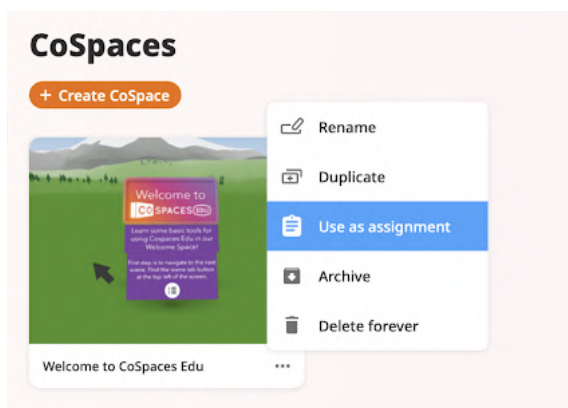 CoSpaces
+ Create CoSpace
Welcome to
CO SPACES EDU
Learn some basic tools for
using Cospaces Edu in our
Welcome Space!
First step is to navigate to the next
scene. Find the scene tab button
at the top left of the screen.
Welcome to CoSpaces Edu
Rename
Duplicate
Use as assignment
Archive
Delete forever